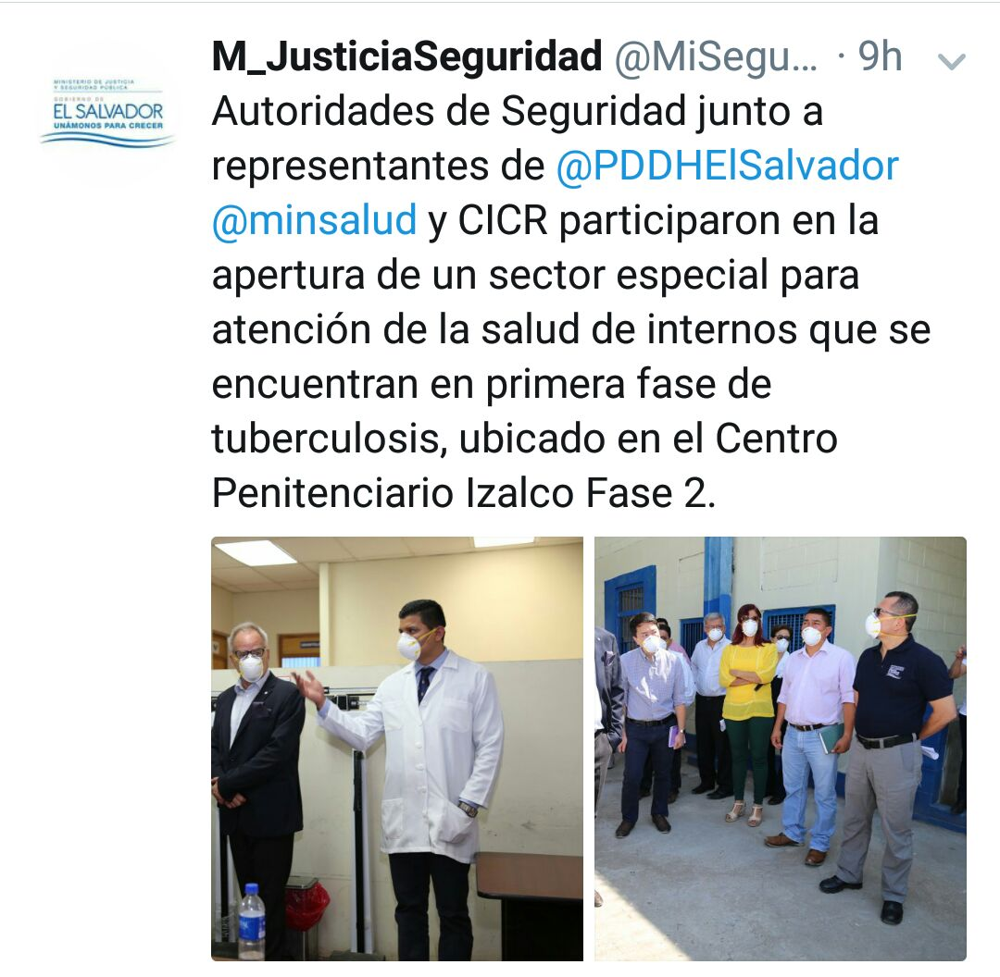 MINISTERIO DE JUSTICIA
Y SEGURIDAD PÚBLICA
GOBIERNO DE
EL SALVADOR
UNÁMONOS PARA CRECER
M_JusticiaSeguridad @MiSegu... · 9h
Autoridades de Seguridad junto a
representantes de @PDDHElSalvador
@minsalud y CICR participaron en la
apertura de un sector especial para
atención de la salud de internos que se
encuentran en primera fase de
tuberculosis, ubicado en el Centro
Penitenciario Izalco Fase 2.